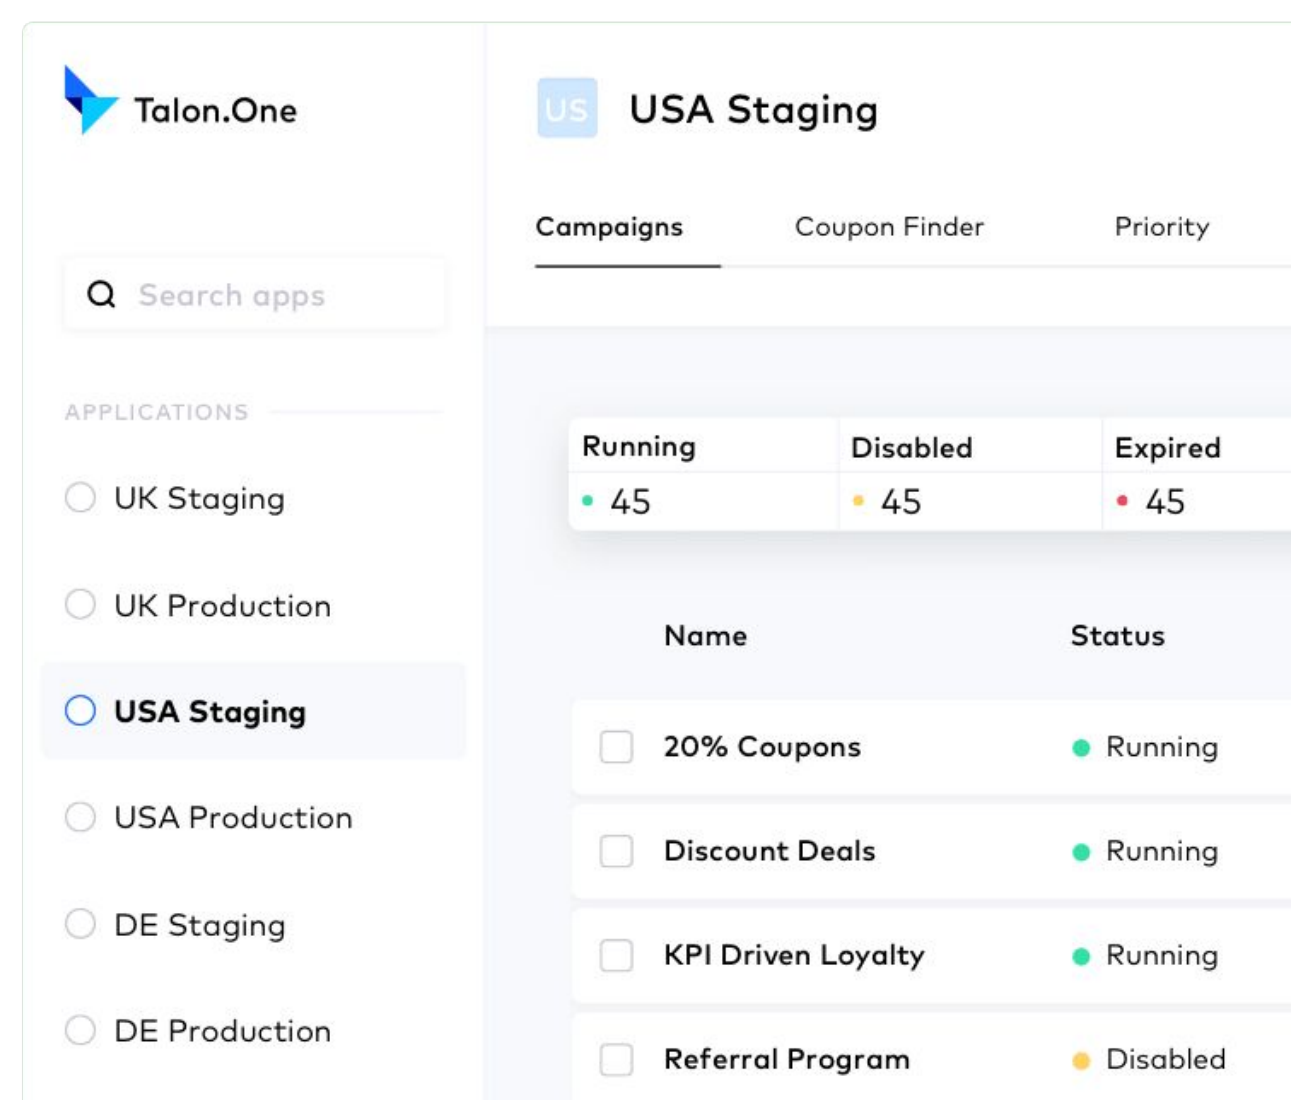 Talon.One
Search apps
APPLICATIONS
UK Staging
UK Production
USA Staging
USA Production
DE Staging
DE Production
US USA Staging
Campaigns Coupon Finder Priority
Running Disabled Expired
45 45 45
Name Status
20% Coupons Running
Discount Deals Running
KPI Driven Loyalty Running
Referral Program Disabled